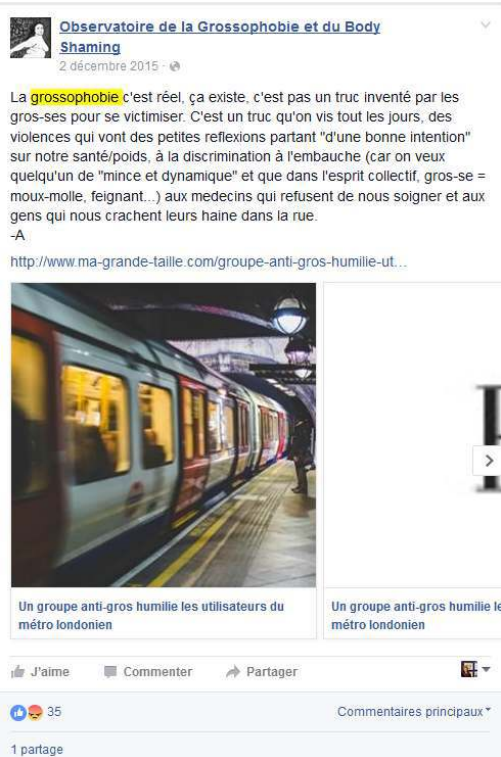 Observatoire de la Grossophobie et du Body
Shaming
2 décembre 2015 ·
La grossophobie c'est réel, ça existe, c'est pas un truc inventé par les
gros-ses pour se victimiser. C'est un truc qu'on vis tout les jours, des
violences qui vont des petites reflexions partant "d'une bonne intention"
sur notre santé/poids, à la discrimination à l'embauche (car on veux
quelqu'un de "mince et dynamique" et que dans l'esprit collectif, gros-se =
moux-molle, feignant...) aux medecins qui refusent de nous soigner et aux
gens qui nous crachent leurs haine dans la rue.
-A
http://www.ma-grande-taille.com/groupe-anti-gros-humilie-ut...
Un groupe anti-gros humilie les utilisateurs du
métro londonien
Un groupe anti-gros humilie le
métro londonien
J'aime
Commenter
Partager
35
Commentaires principaux
1 partage